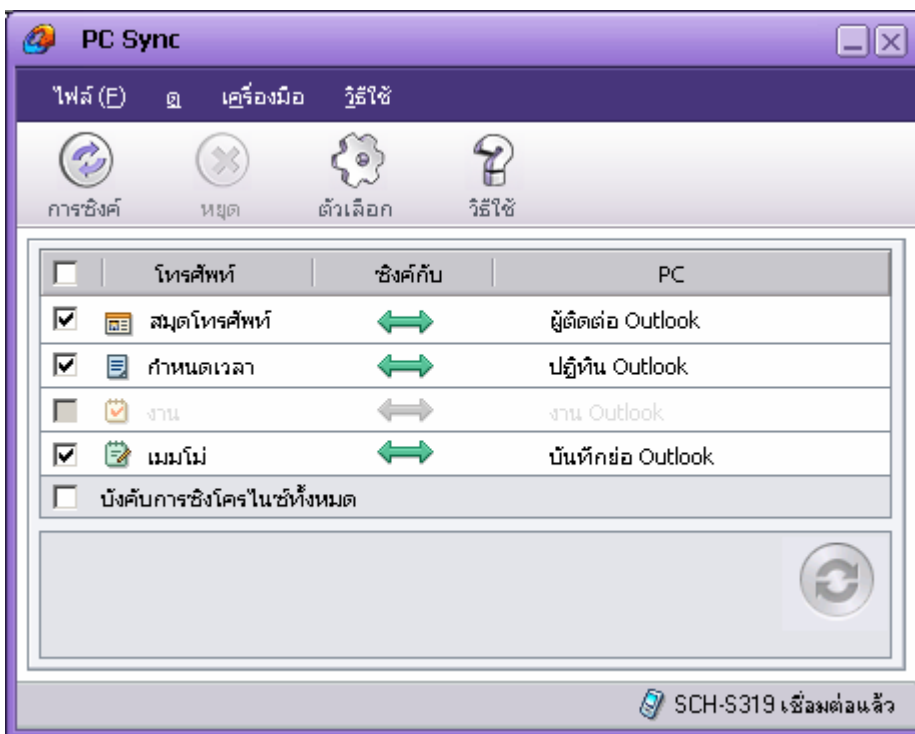 PC Sync
ไฟล์ (F) ดู เครื่องมือ วิธีใช้
การซิงค์ หยุด ตัวเลือก วิธีใช้
โทรศัพท์ ซิงค์กับ PC
สมุดโทรศัพท์ ผู้ติดต่อ Outlook
กำหนดเวลา ปฏิทิน Outlook
งาน งาน Outlook
เมมโม่ บันทึกย่อ Outlook
บังคับการซิงโครไนซ์ทั้งหมด
SCH-S319 เชื่อมต่อแล้ว